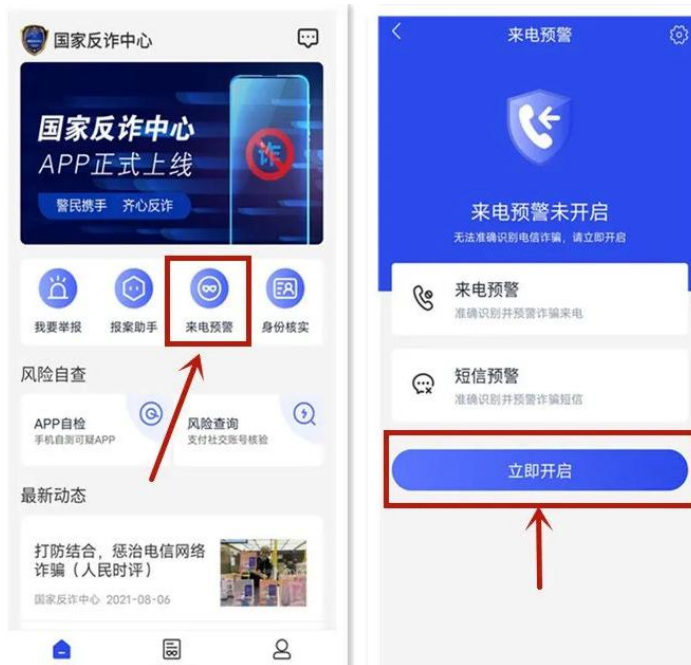 国家反诈中心
国家反诈中心
APP正式上线
诈
警民携手 齐心反诈
我要举报
报案助手
来电预警
身份核实
风险自查
APP自检
手机自测可疑APP
风险查询
支付社交账号核验
最新动态
打防结合，惩治电信网络
诈骗（人民时评）
国家反诈中心 2021-08-06
来电预警
来电预警未开启
无法准确识别电信诈骗，请立即开启
来电预警
准确识别并预警诈骗来电
短信预警
准确识别并预警诈骗短信
立即开启